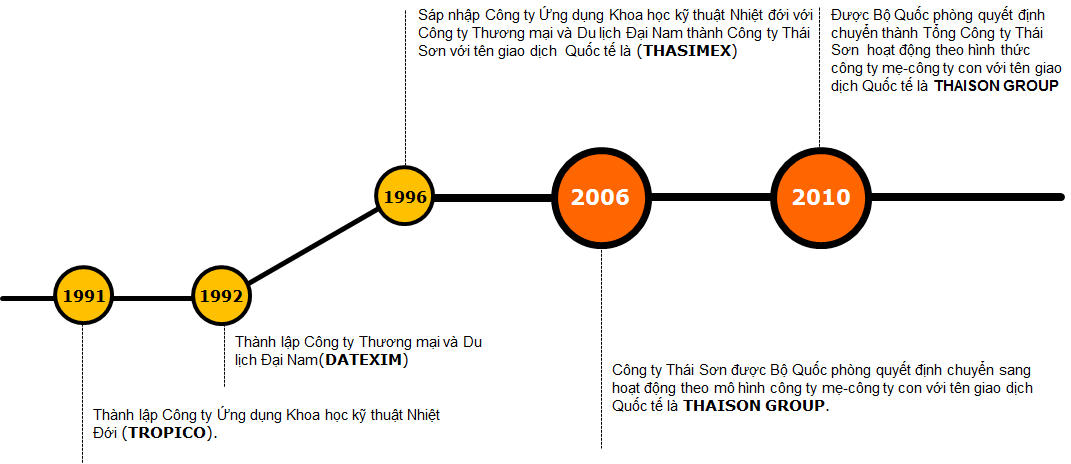 Sáp nhập Công ty Ứng dụng Khoa học kỹ thuật Nhiệt đới với
Công ty Thương mại và Du lịch Đại Nam thành Công ty Thái
Sơn với tên giao dịch Quốc tế là (THASIMEX)
Được Bộ Quốc phòng quyết định
chuyển thành Tổng Công ty Thái
Sơn hoạt động theo hình thức
công ty mẹ-công ty con với tên giao
dịch Quốc tế là THAISON GROUP
1996
2006
2010
1991
1992
Thành lập Công ty Thương mại và Du
lịch Đại Nam(DATEXIM)
Thành lập Công ty Ứng dụng Khoa học kỹ thuật Nhiệt
Đới (TROPICO).
Công ty Thái Sơn được Bộ Quốc phòng quyết định chuyển sang
hoạt động theo mô hình công ty mẹ-công ty con với tên giao dịch
Quốc tế là THAISON GROUP.